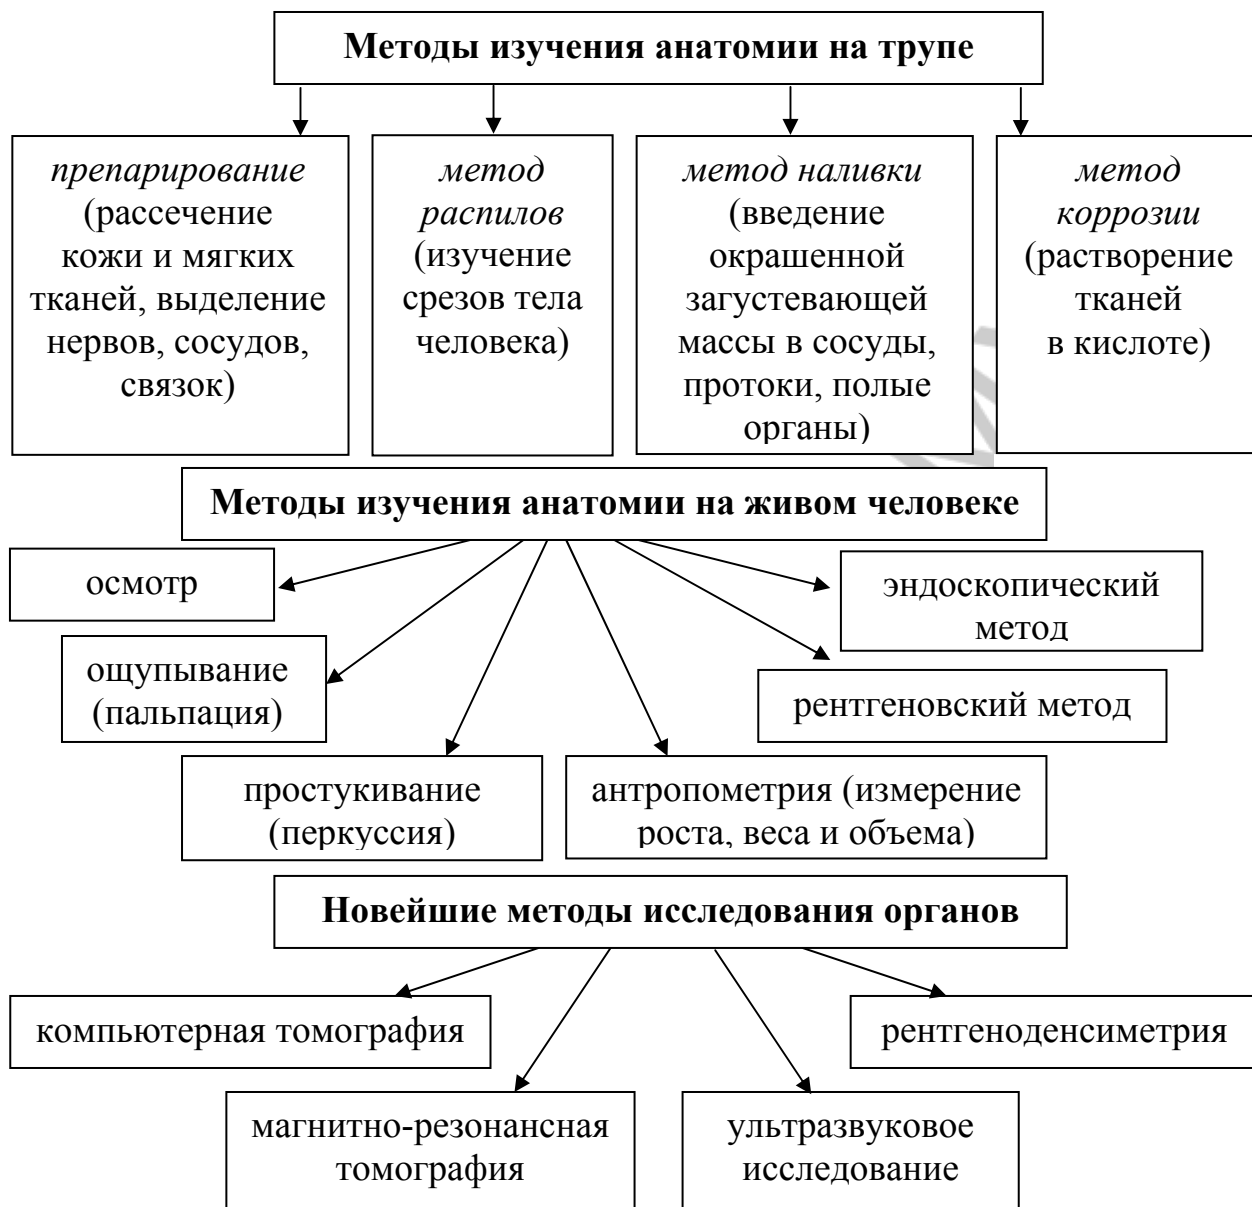 Методы изучения анатомии на трупе
препарирование
(рассечение
кожи и мягких
тканей, выделение
нервов, сосудов,
связок)
метод
распилов
(изучение
срезов тела
человека)
метод наливки
(введение
окрашенной
загустевающей
массы в сосуды,
протоки, полые
органы)
метод
коррозии
(растворение
тканей
в кислоте)
Методы изучения анатомии на живом человеке
осмотр
эндоскопический
метод
ощупывание
(пальпация)
рентгеновский метод
простукивание
(перкуссия)
антропометрия (измерение
роста, веса и объема)
Новейшие методы исследования органов
компьютерная томография
рентгеноденсиметрия
магнитно-резонансная
томография
ультразвуковое
исследование